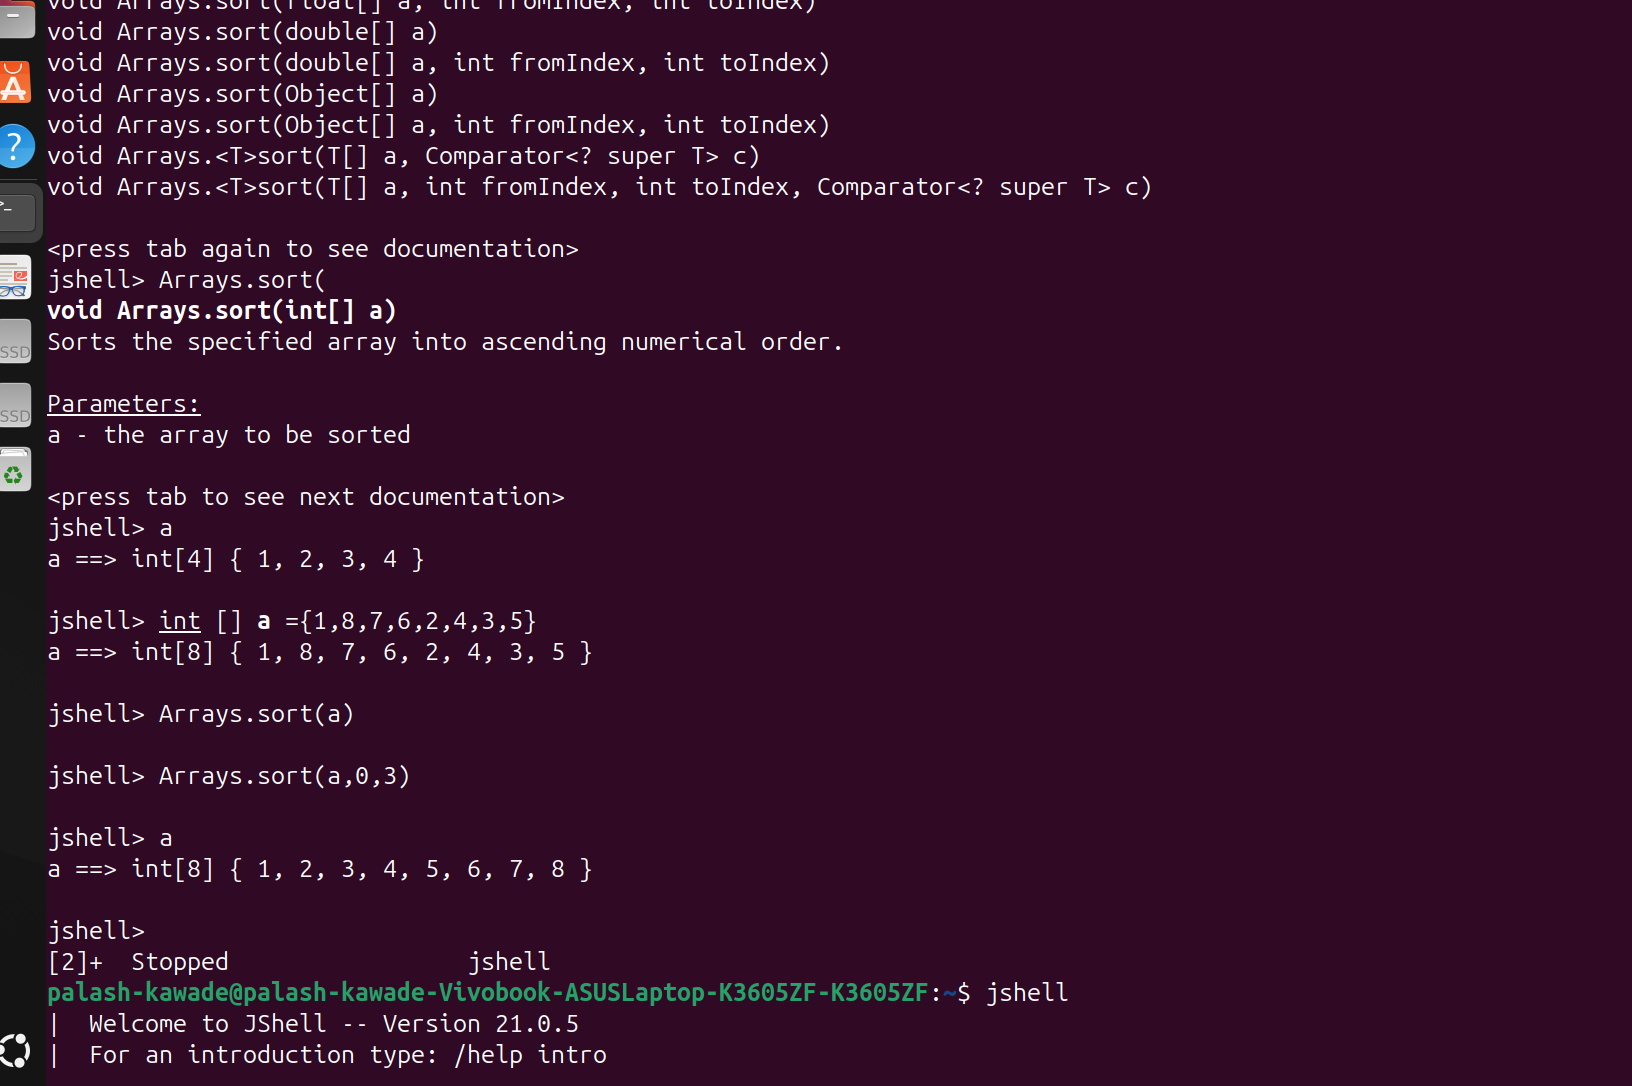 void Arrays.sort(float[] a, int fromIndex, int toIndex)
void Arrays.sort(double[] a)
void Arrays.sort(double[] a, int fromIndex, int toIndex)
void Arrays.sort(Object[] a)
void Arrays.sort(Object[] a, int fromIndex, int toIndex)
void Arrays.<T>sort(T[] a, Comparator<? super T> c)
void Arrays.<T>sort(T[] a, int fromIndex, int toIndex, Comparator<? super T> c)
<press tab again to see documentation>
jshell> Arrays.sort(
void Arrays.sort(int[] a)
Sorts the specified array into ascending numerical order.
Parameters:
a - the array to be sorted
<press tab to see next documentation>
jshell> a
a ==> int[4] { 1, 2, 3, 4 }
jshell> int [] a ={1,8,7,6,2,4,3,5}
a ==> int[8] { 1, 8, 7, 6, 2, 4, 3, 5 }
jshell> Arrays.sort(a)
jshell> Arrays.sort(a,0,3)
jshell> a
a ==> int[8] { 1, 2, 3, 4, 5, 6, 7, 8 }
jshell>
[2]+  Stopped                 jshell
palash-kawade@palash-kawade-Vivobook-ASUSLaptop-K3605ZF-K3605ZF:~$ jshell
|  Welcome to JShell -- Version 21.0.5
|  For an introduction type: /help intro
SSD
SSD